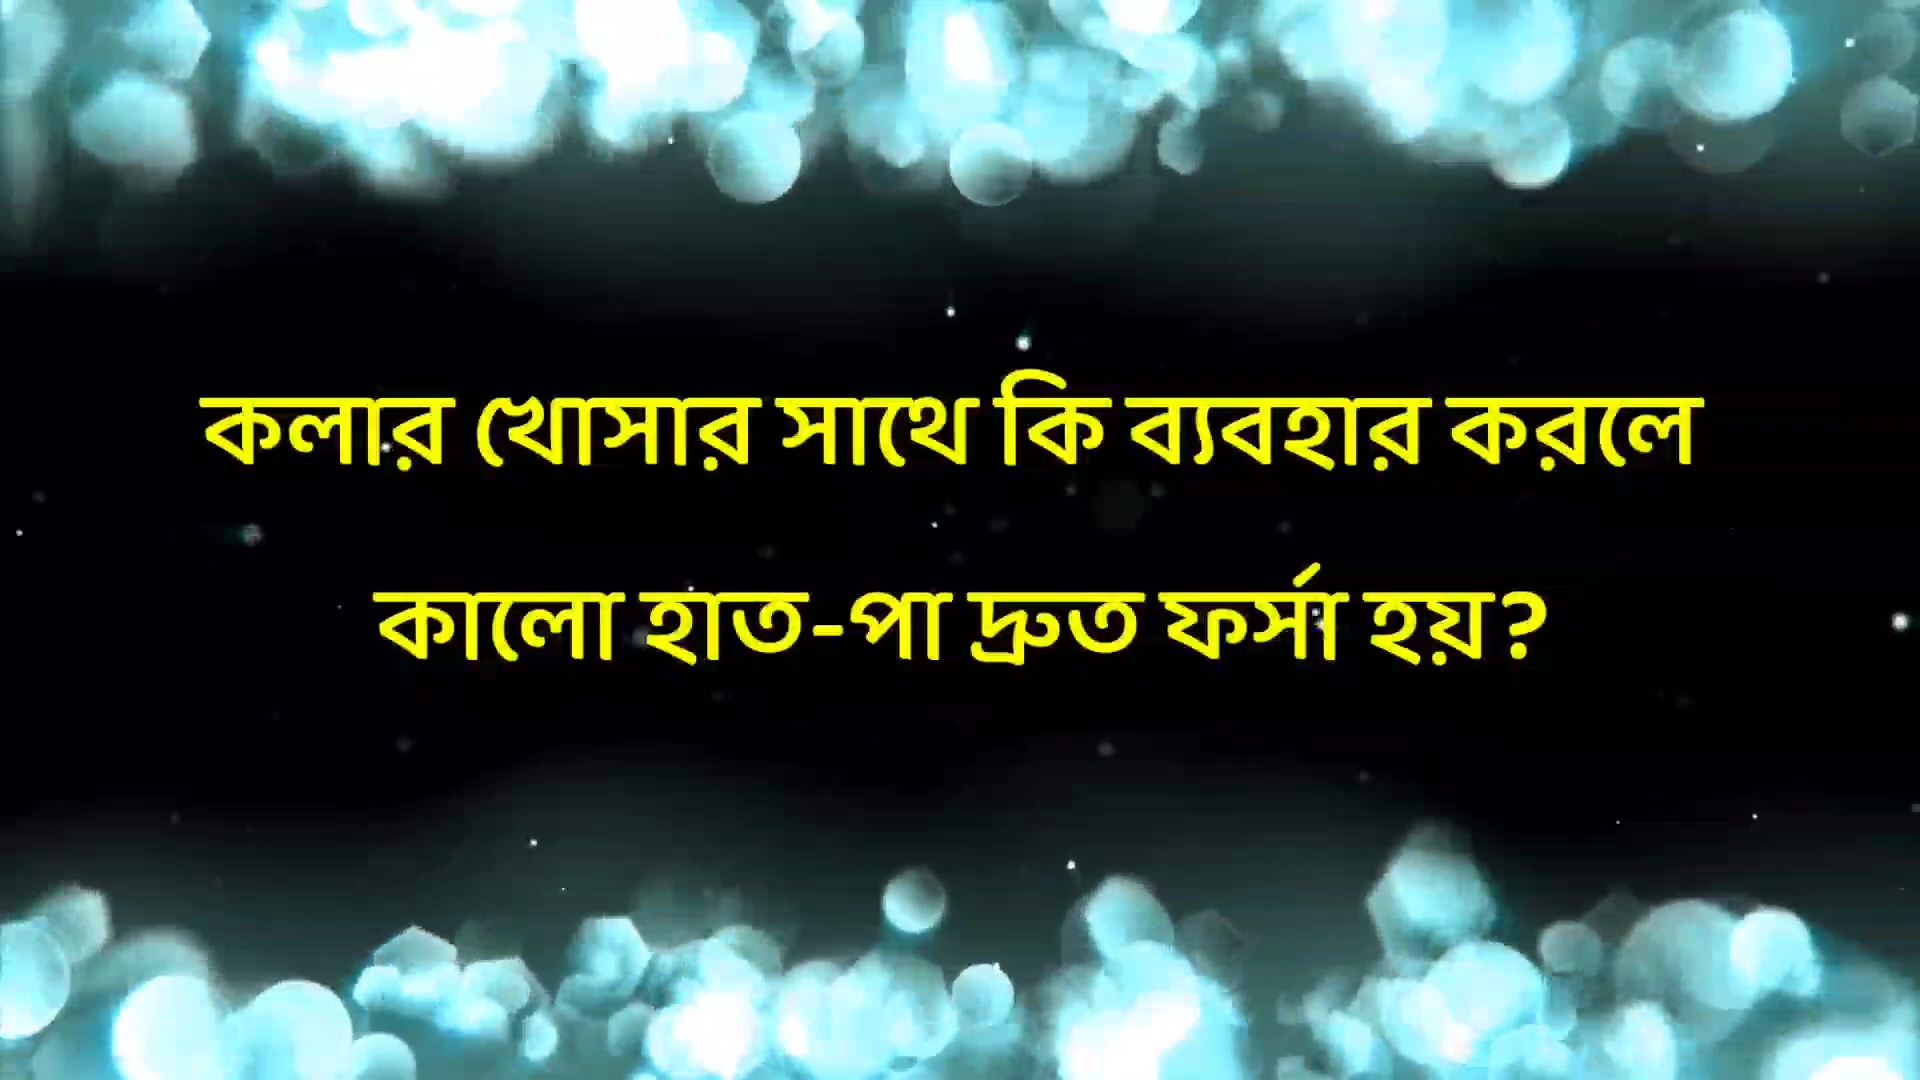 কলার খোসার সাথে কি ব্যবহার করলে
কালো হাত-পা দ্রুত ফর্সা হয়?